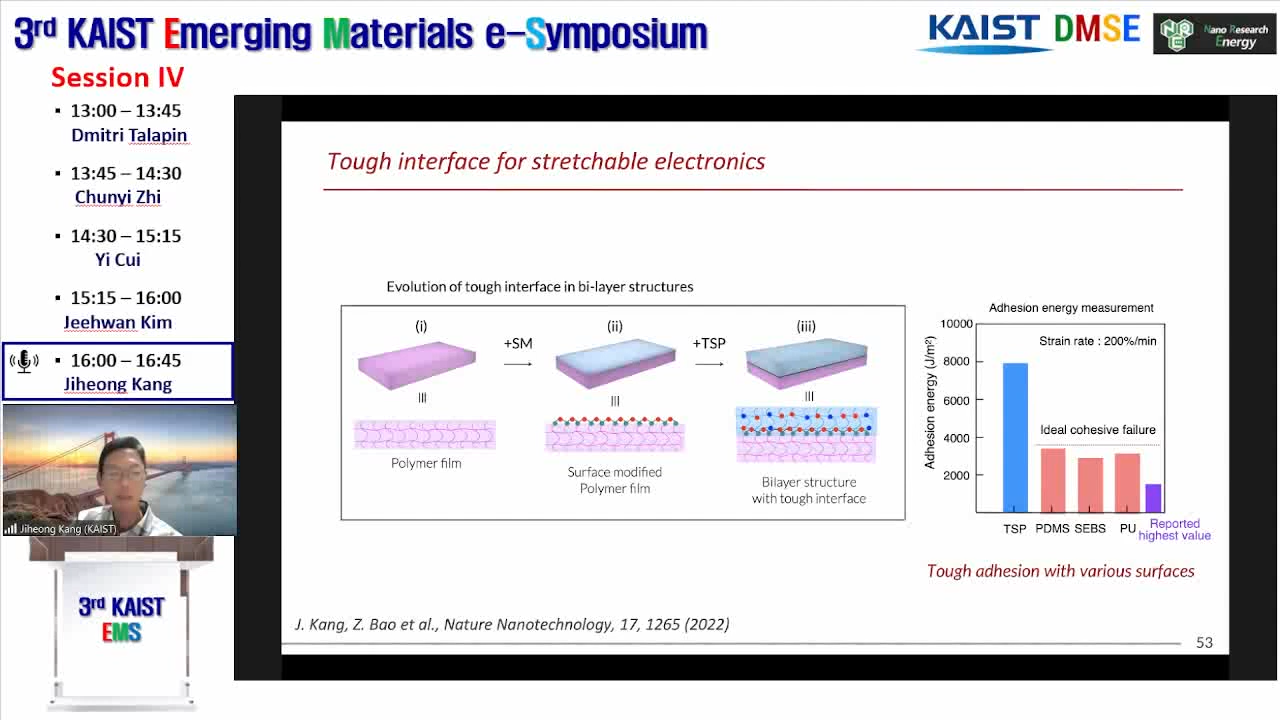 3rd KAIST Emerging Materials e-Symposium
KAIST DMSE
Nano Research
Energy
NRE
Session IV
▪ 13:00 – 13:45
Dmitri Talapin
▪ 13:45 – 14:30
Chunyi Zhi
▪ 14:30 – 15:15
Yi Cui
▪ 15:15 – 16:00
Jeehwan Kim
▪ 16:00 – 16:45
Jiheong Kang
Jiheong Kang (KAIST)
3rd KAIST
EMS
Tough interface for stretchable electronics
Evolution of tough interface in bi-layer structures
(i)
+SM
(ii)
+TSP
(iii)
Polymer film
Surface modified
Polymer film
Bilayer structure
with tough interface
Adhesion energy measurement
Adhesion energy (J/m²)
10000
8000
6000
4000
2000
Strain rate : 200%/min
Ideal cohesive failure
TSP PDMS SEBS PU
Reported
highest value
Tough adhesion with various surfaces
J. Kang, Z. Bao et al., Nature Nanotechnology, 17, 1265 (2022)
53